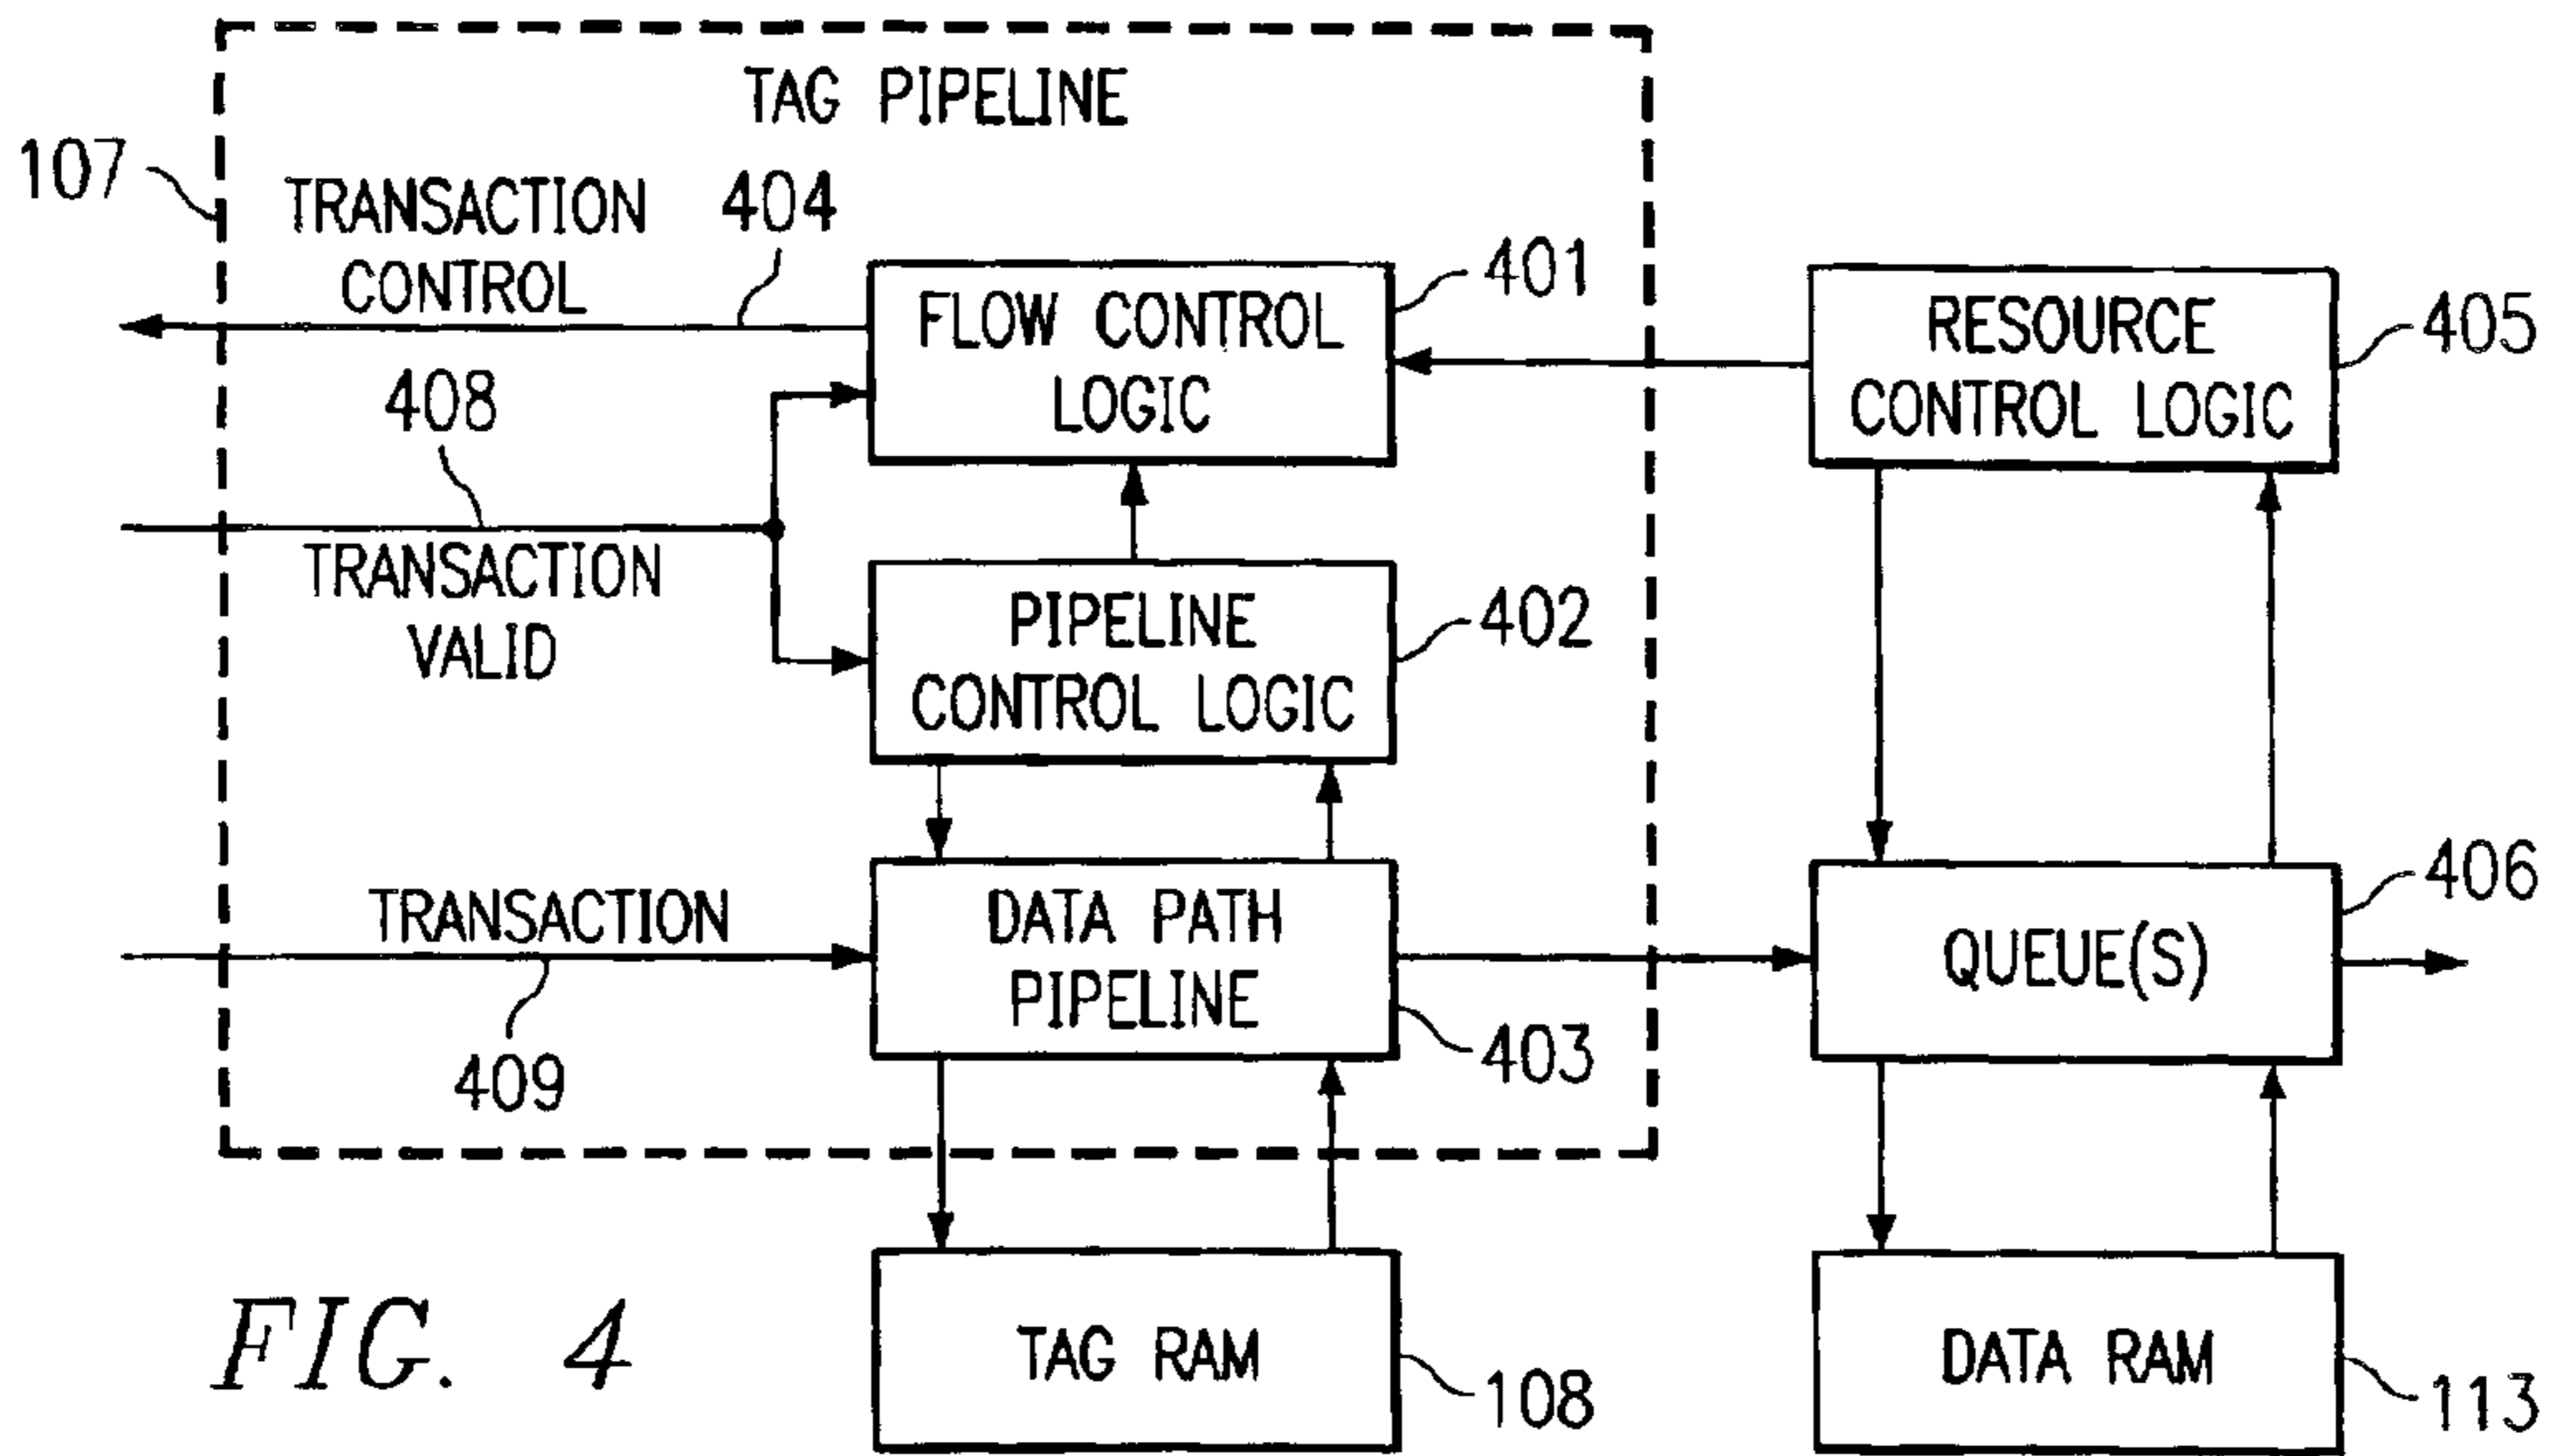 TAG PIPELINE
107
TRANSACTION
CONTROL
404
401
FLOW CONTROL
LOGIC
RESOURCE
CONTROL LOGIC
405
408
TRANSACTION
VALID
PIPELINE
CONTROL LOGIC
402
TRANSACTION
409
DATA PATH
PIPELINE
403
QUEUE(S)
406
TAG RAM
108
DATA RAM
113
FIG. 4